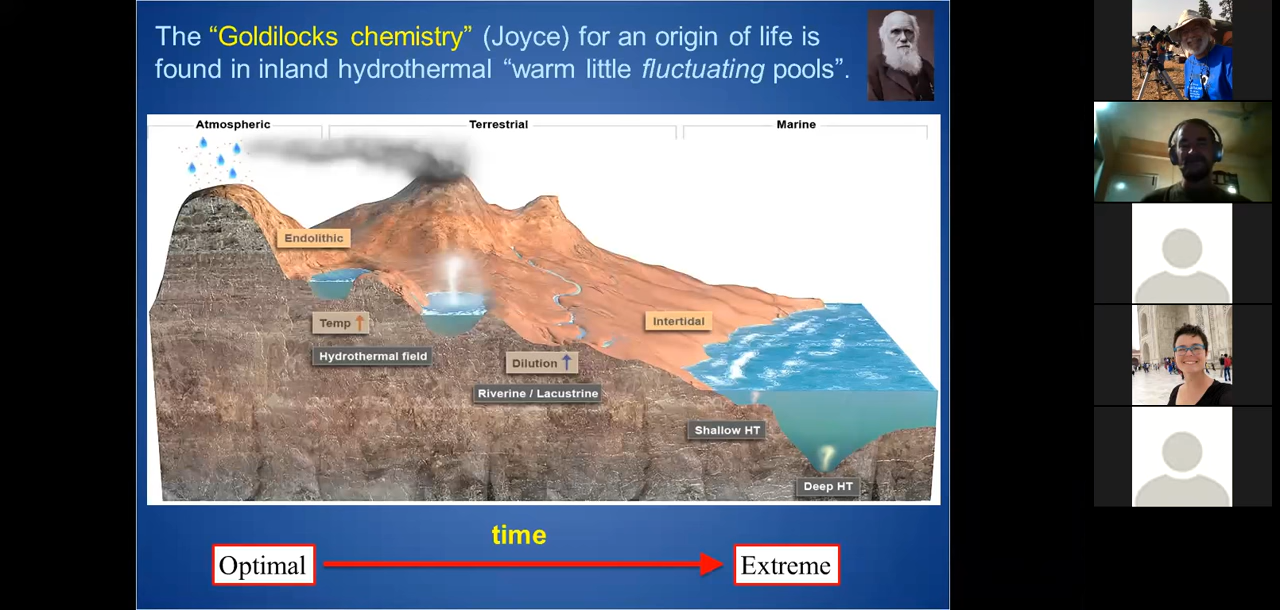 The “Goldilocks chemistry” (Joyce) for an origin of life is
found in inland hydrothermal “warm little fluctuating pools”.
Atmospheric
Terrestrial
Marine
Endolithic
Temp ↑
Hydrothermal field
Intertidal
Dilution ↑
Riverine / Lacustrine
Shallow HT
Deep HT
time
Optimal
Extreme